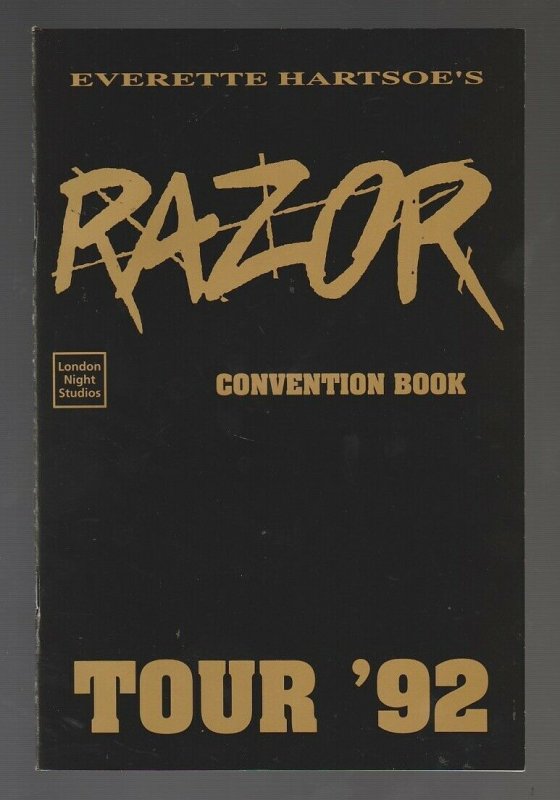 EVERETTE HARTSOE'S
RAZOR
London
Night
Studios
CONVENTION BOOK
TOUR '92